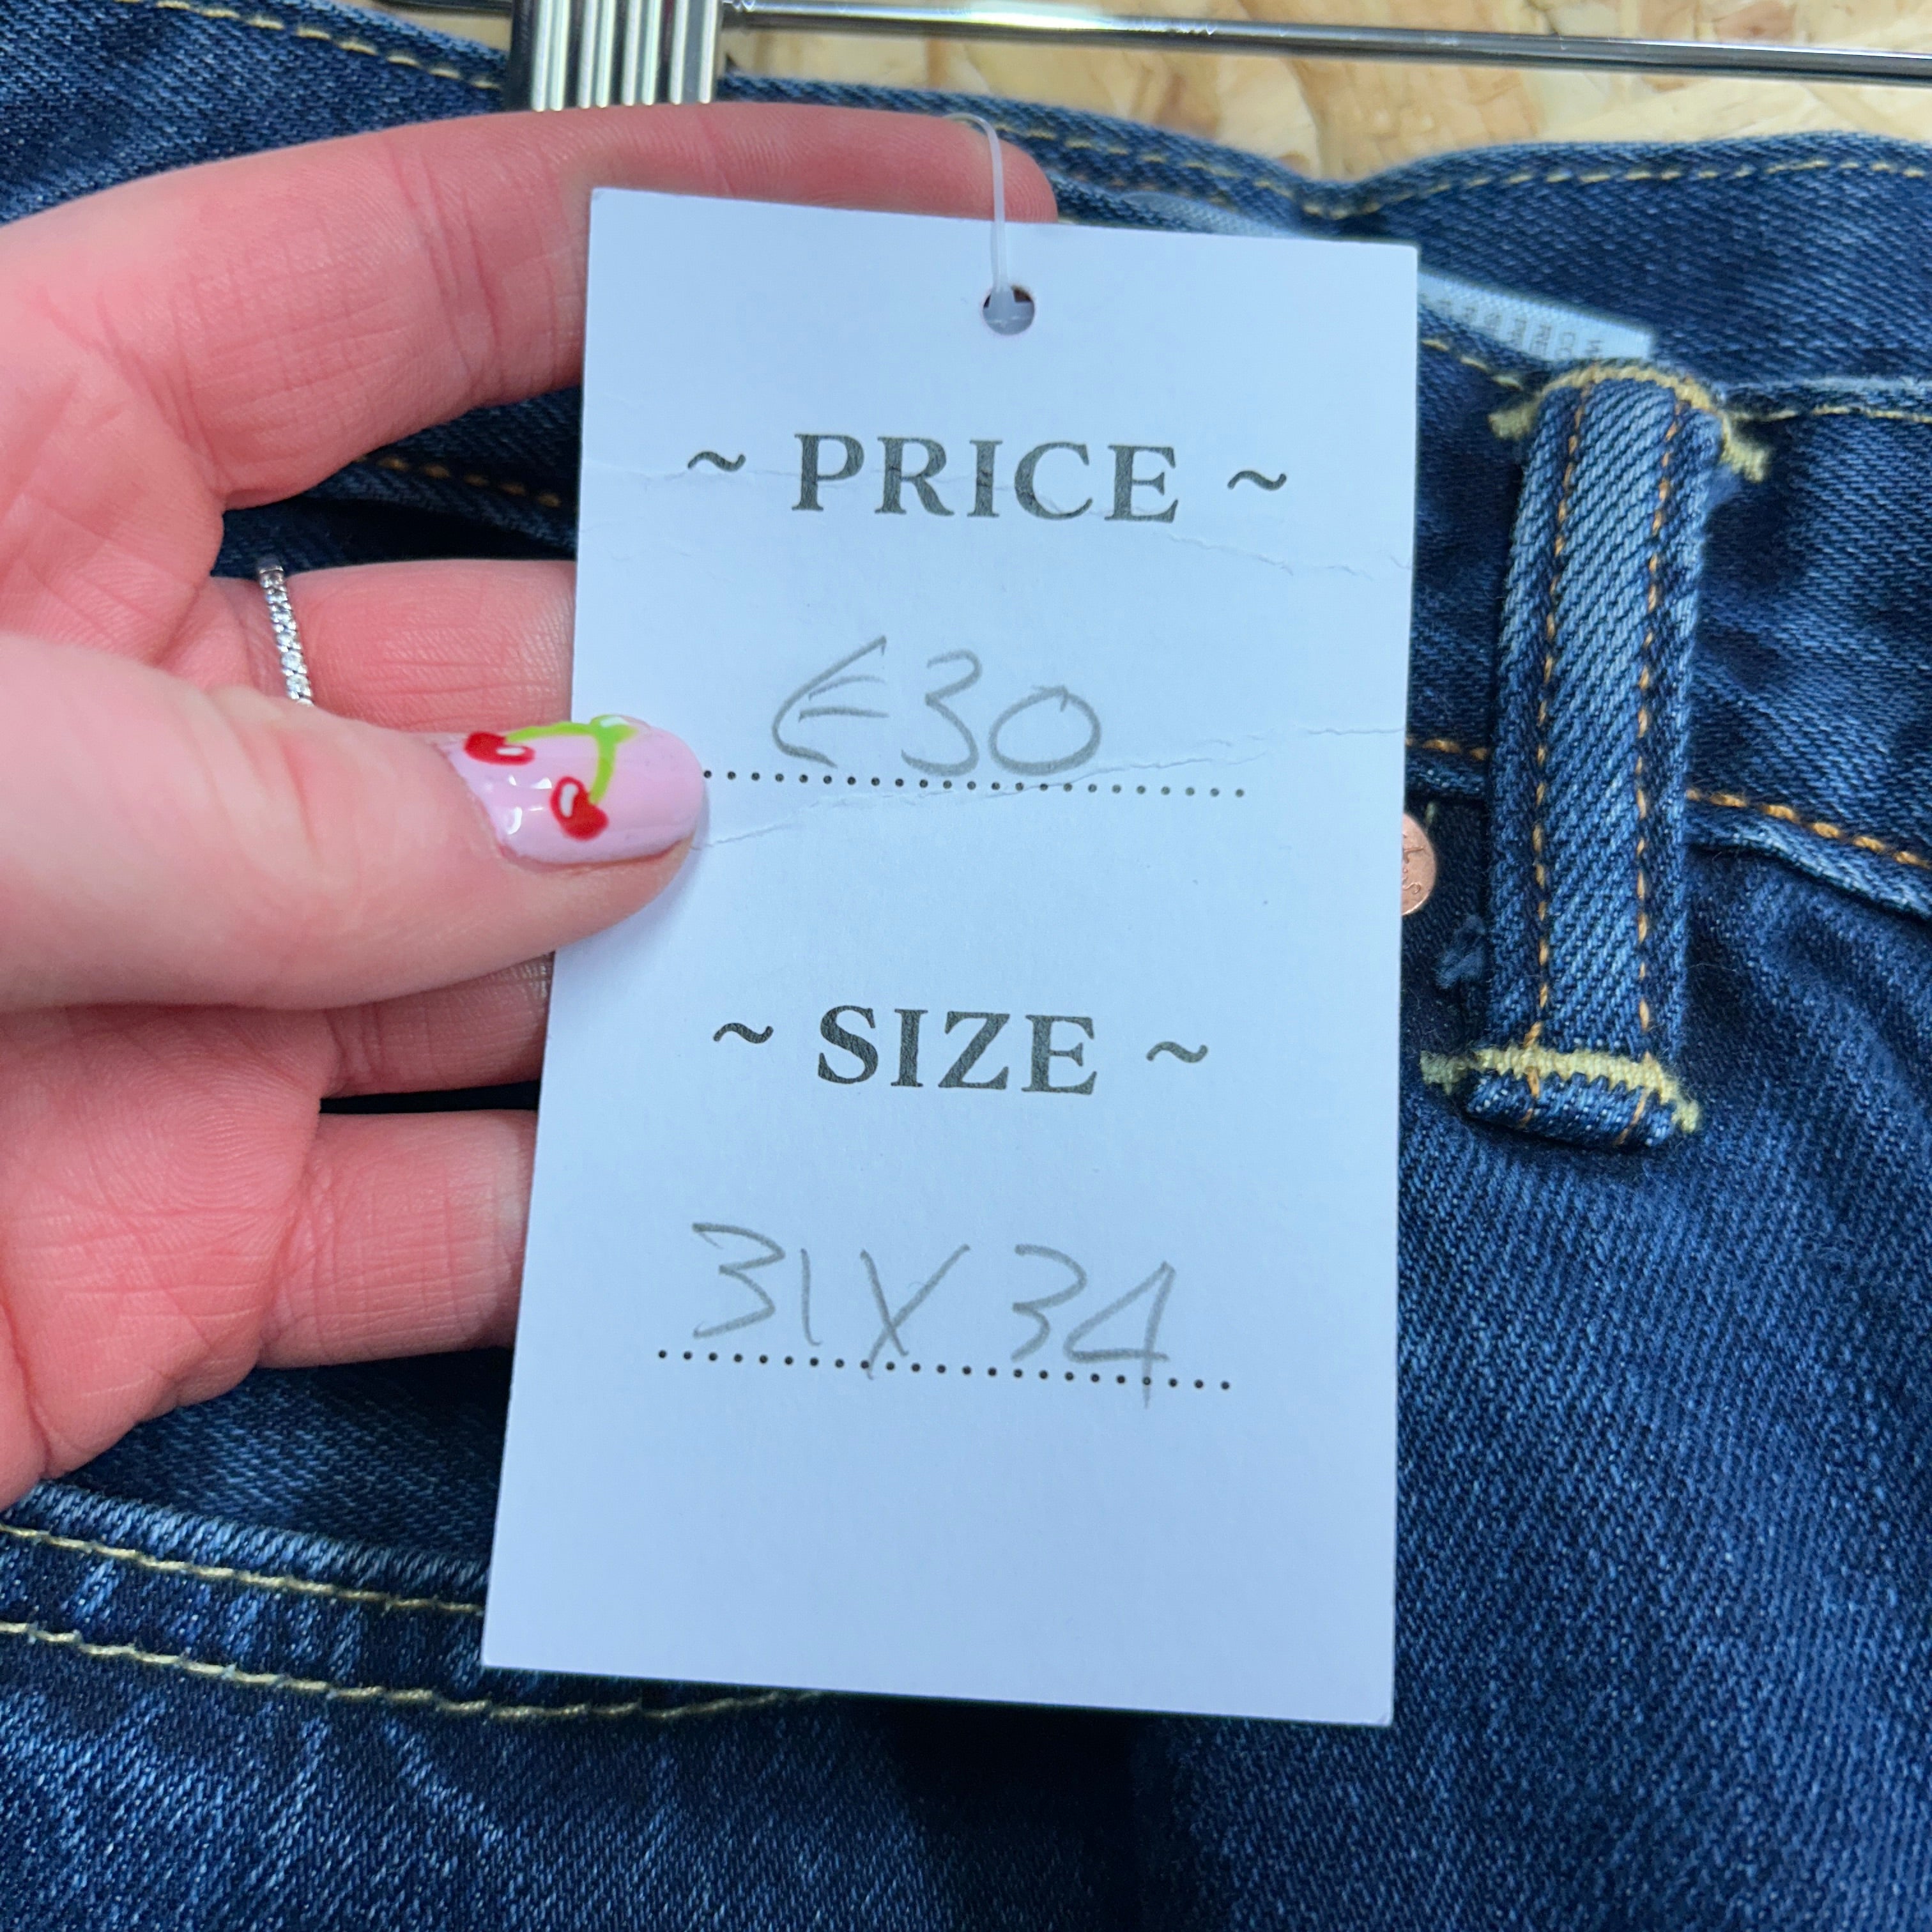 ~ PRICE ~
€30
~ SIZE ~
31X34